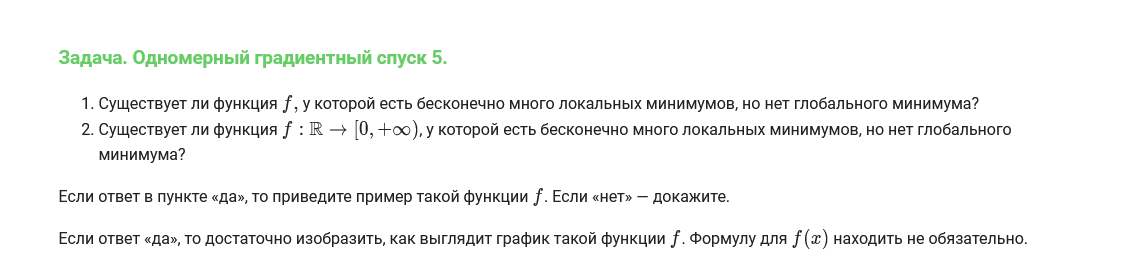 Задача. Одномерный градиентный спуск 5.
1. Существует ли функция f, у которой есть бесконечно много локальных минимумов, но нет глобального минимума?
2. Существует ли функция f : ℝ → [0, +∞), у которой есть бесконечно много локальных минимумов, но нет глобального
минимума?
Если ответ в пункте «да», то приведите пример такой функции f. Если «нет» — докажите.
Если ответ «да», то достаточно изобразить, как выглядит график такой функции f. Формулу для f(x) находить не обязательно.